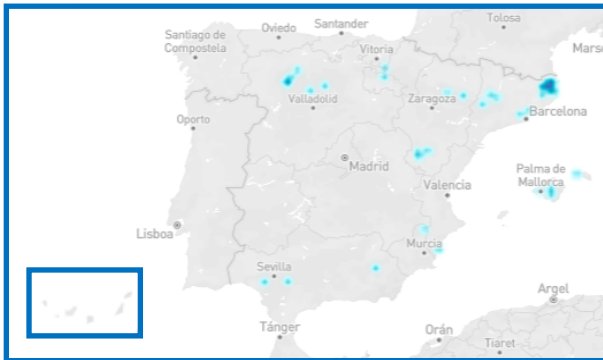 Tolosa
Santander
Oviedo
Santiago de
Compostela
Vitoria
Marse
Valladolid
Zaragoza
Barcelona
Oporto
Madrid
Palma de
Mallorca
Valencia
Lisboa
Murcia
Sevilla
Argel
Tánger
Orán
Tiaret